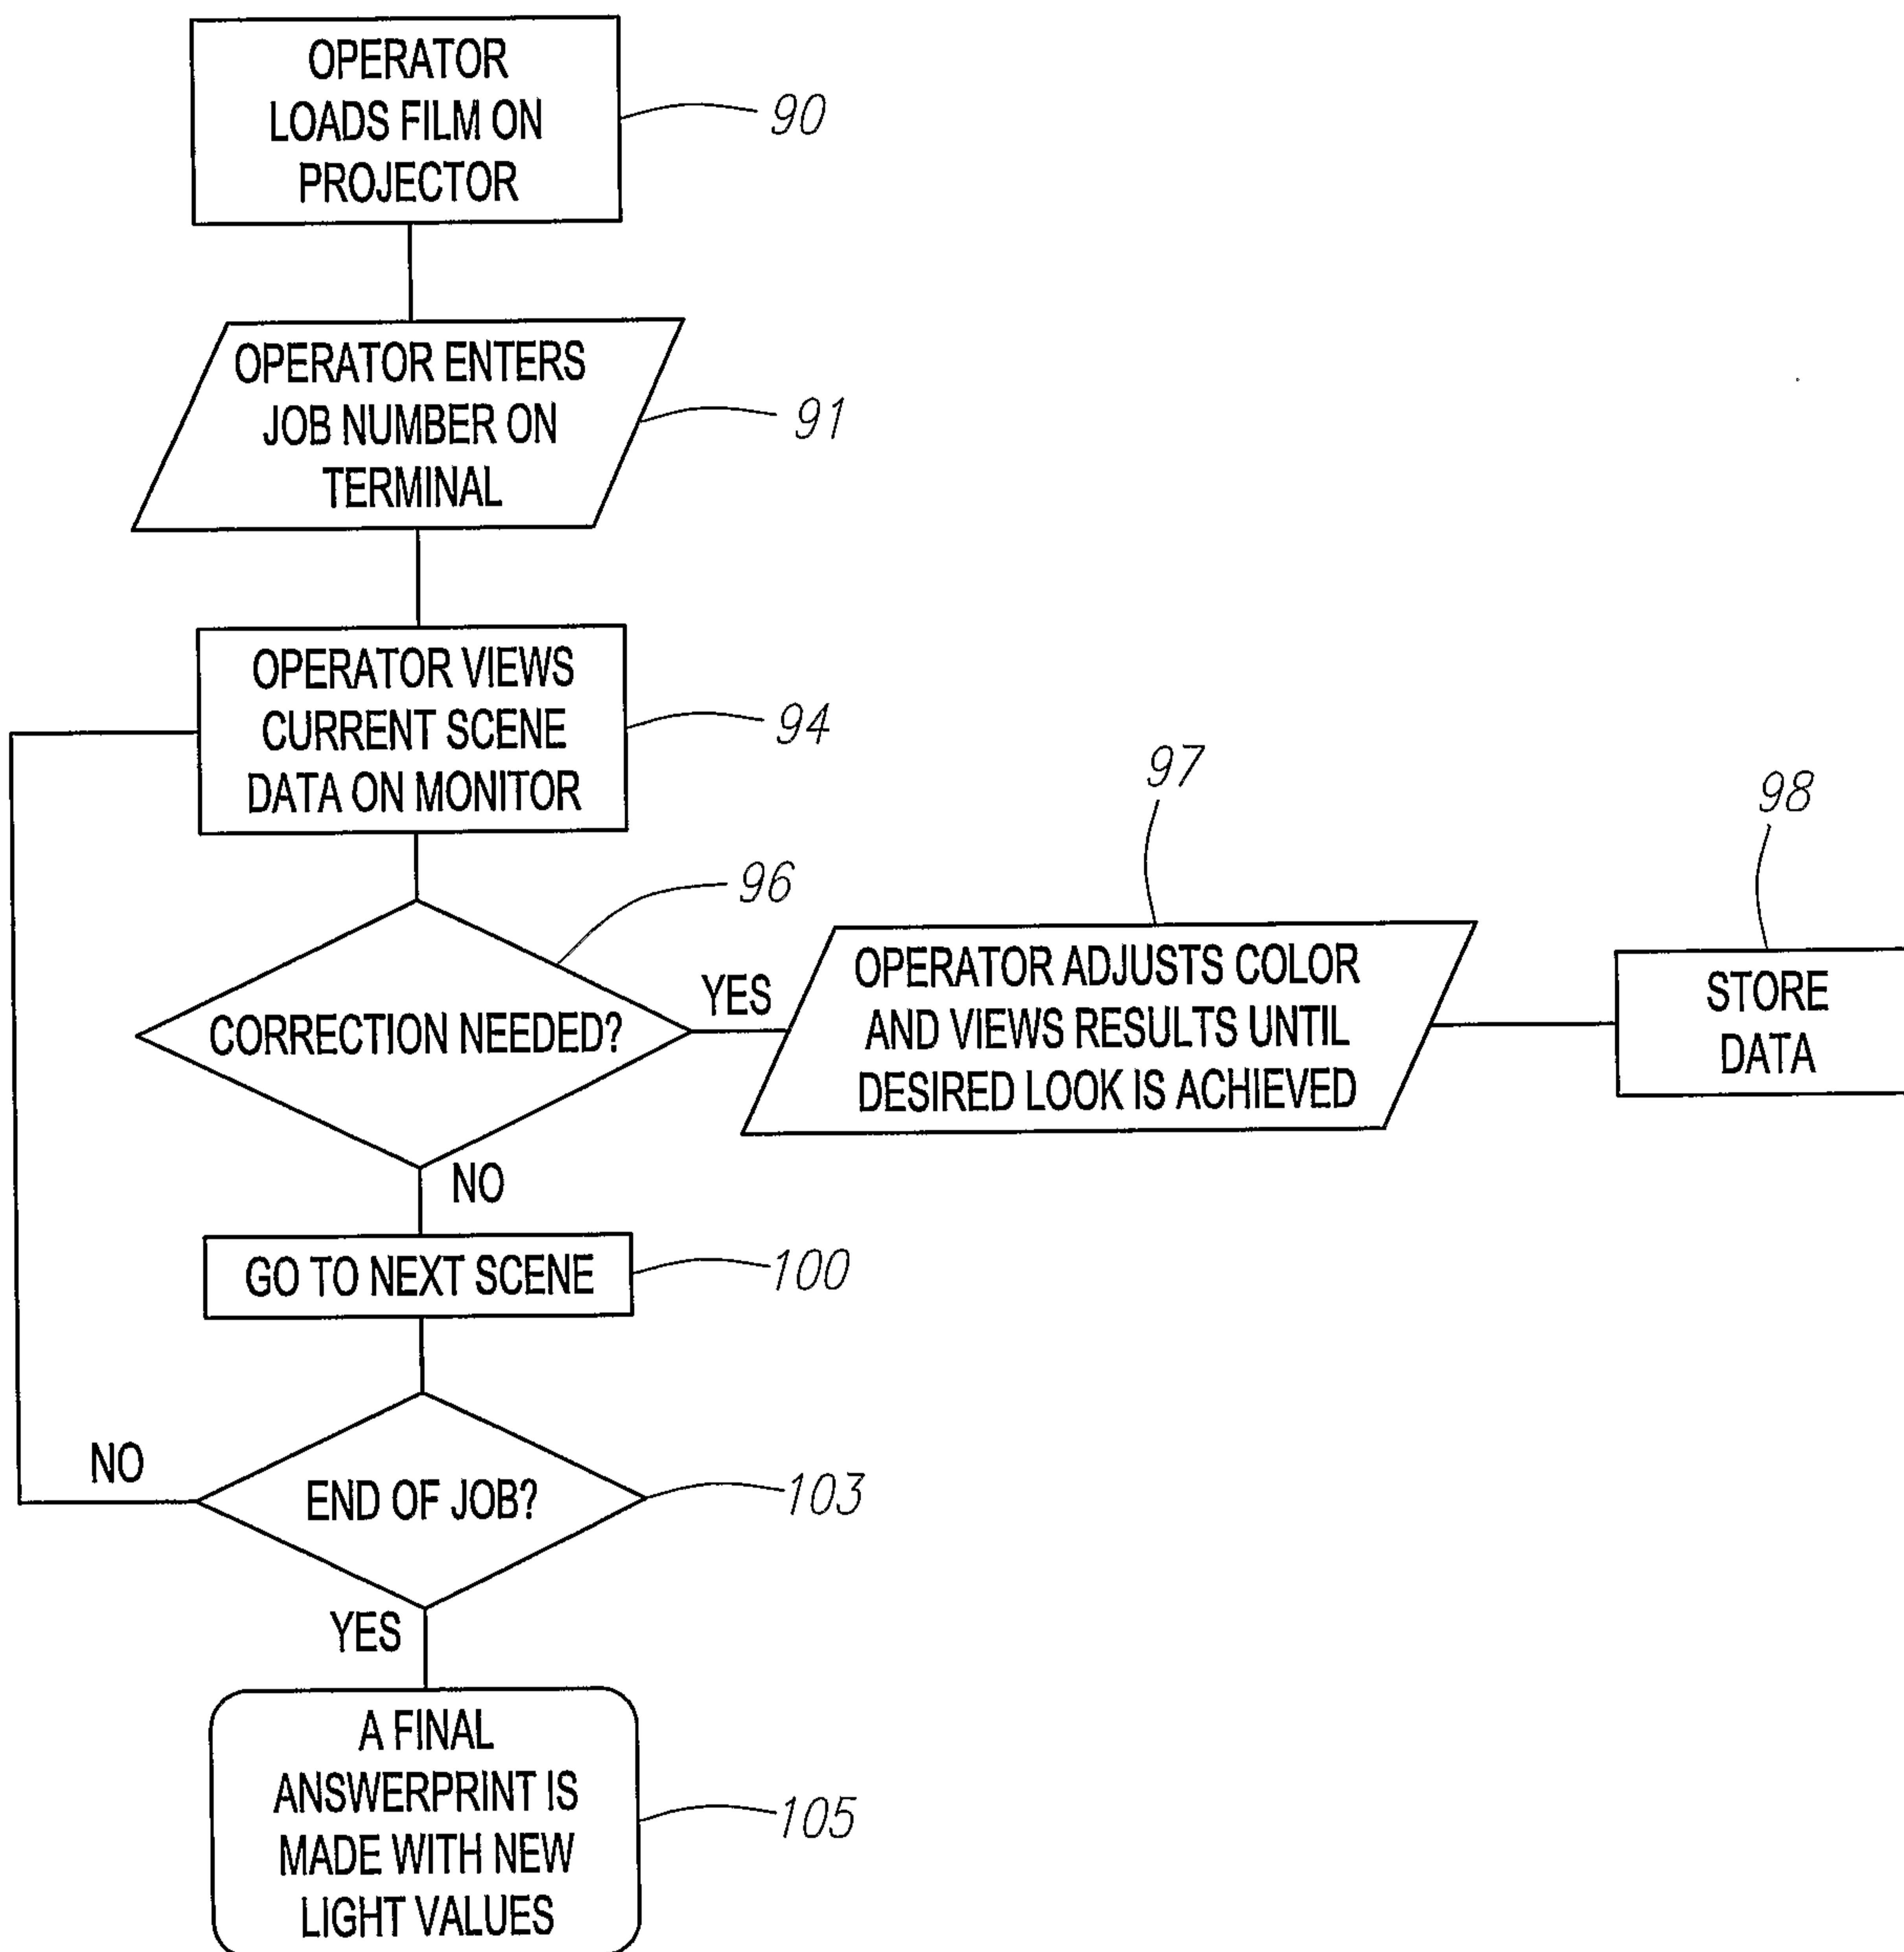 OPERATOR
LOADS FILM ON
PROJECTOR
90
OPERATOR ENTERS
JOB NUMBER ON
TERMINAL
91
OPERATOR VIEWS
CURRENT SCENE
DATA ON MONITOR
94
96
CORRECTION NEEDED?
YES
97
OPERATOR ADJUSTS COLOR
AND VIEWS RESULTS UNTIL
DESIRED LOOK IS ACHIEVED
98
STORE
DATA
NO
GO TO NEXT SCENE
100
NO
END OF JOB?
103
YES
A FINAL
ANSWERPRINT IS
MADE WITH NEW
LIGHT VALUES
105